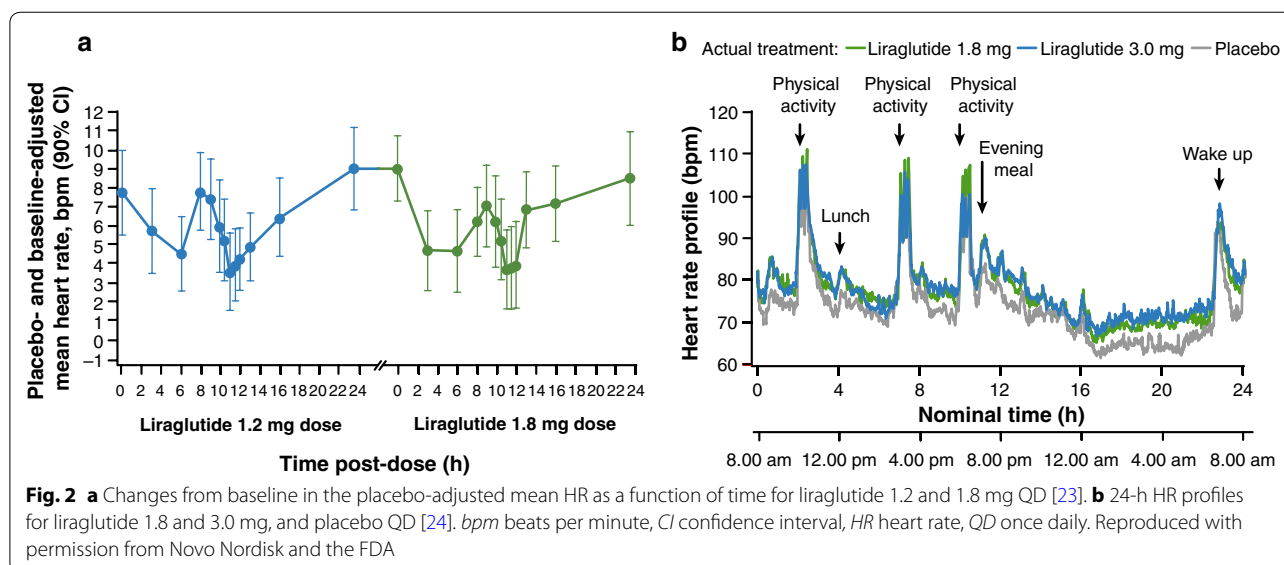 a
Placebo- and baseline-adjusted
mean heart rate, bpm (90% CI)
12
11
10
9
8
7
6
5
4
3
2
1
0
–1
0 2 4 6 8 10 12 14 16 18 20 22 24 0 2 4 6 8 10 12 14 16 18 20 22 24
Liraglutide 1.2 mg dose Liraglutide 1.8 mg dose
Time post-dose (h)
b
Actual treatment: Liraglutide 1.8 mg Liraglutide 3.0 mg Placebo
Heart rate profile (bpm)
120
110
100
90
80
70
60
Physical
activity
Lunch
Physical
activity
Physical
activity
Evening
meal
Wake up
0 4 8 12 16 20 24
Nominal time (h)
8.00 am 12.00 pm 4.00 pm 8.00 pm 12.00 am 4.00 am 8.00 am
Fig. 2 a Changes from baseline in the placebo-adjusted mean HR as a function of time for liraglutide 1.2 and 1.8 mg QD [23]. b 24-h HR profiles
for liraglutide 1.8 and 3.0 mg, and placebo QD [24]. bpm beats per minute, CI confidence interval, HR heart rate, QD once daily. Reproduced with
permission from Novo Nordisk and the FDA